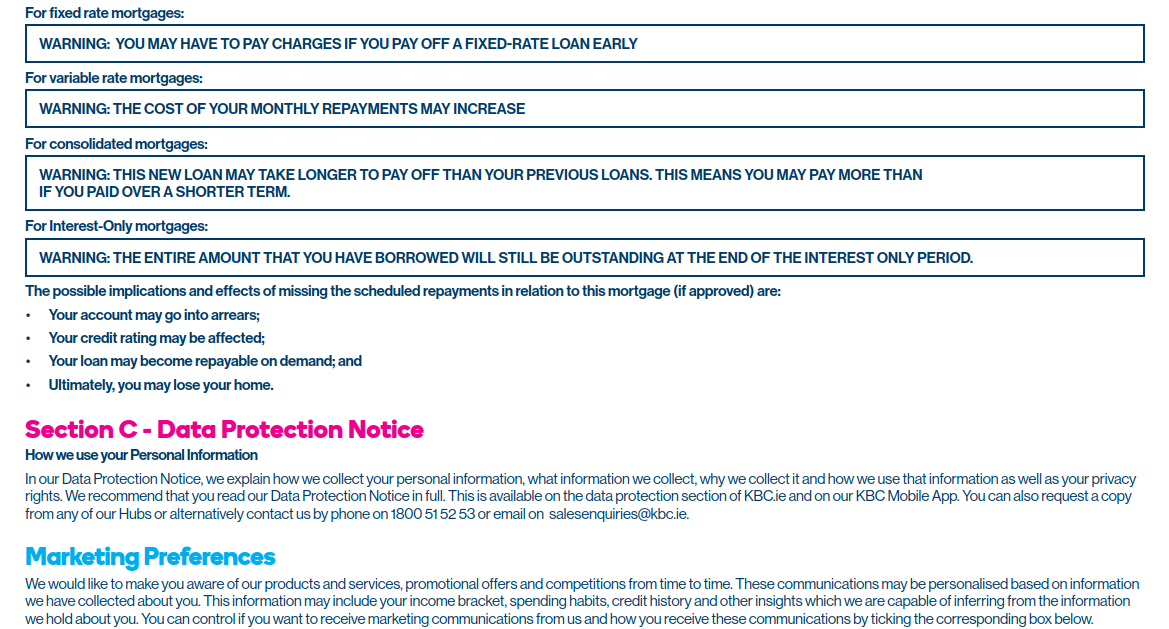 For fixed rate mortgages:
WARNING:  YOU MAY HAVE TO PAY CHARGES IF YOU PAY OFF A FIXED-RATE LOAN EARLY
For variable rate mortgages:
WARNING: THE COST OF YOUR MONTHLY REPAYMENTS MAY INCREASE
For consolidated mortgages:
WARNING: THIS NEW LOAN MAY TAKE LONGER TO PAY OFF THAN YOUR PREVIOUS LOANS. THIS MEANS YOU MAY PAY MORE THAN
IF YOU PAID OVER A SHORTER TERM.
For Interest-Only mortgages:
WARNING: THE ENTIRE AMOUNT THAT YOU HAVE BORROWED WILL STILL BE OUTSTANDING AT THE END OF THE INTEREST ONLY PERIOD.
The possible implications and effects of missing the scheduled repayments in relation to this mortgage (if approved) are:
• Your account may go into arrears;
• Your credit rating may be affected;
• Your loan may become repayable on demand; and
• Ultimately, you may lose your home.
Section C - Data Protection Notice
How we use your Personal Information
In our Data Protection Notice, we explain how we collect your personal information, what information we collect, why we collect it and how we use that information as well as your privacy
rights. We recommend that you read our Data Protection Notice in full. This is available on the data protection section of KBC.ie and on our KBC Mobile App. You can also request a copy
from any of our Hubs or alternatively contact us by phone on 1800 51 52 53 or email on  salesenquiries@kbc.ie.
Marketing Preferences
We would like to make you aware of our products and services, promotional offers and competitions from time to time. These communications may be personalised based on information
we have collected about you. This information may include your income bracket, spending habits, credit history and other insights which we are capable of inferring from the information
we hold about you. You can control if you want to receive marketing communications from us and how you receive these communications by ticking the corresponding box below.